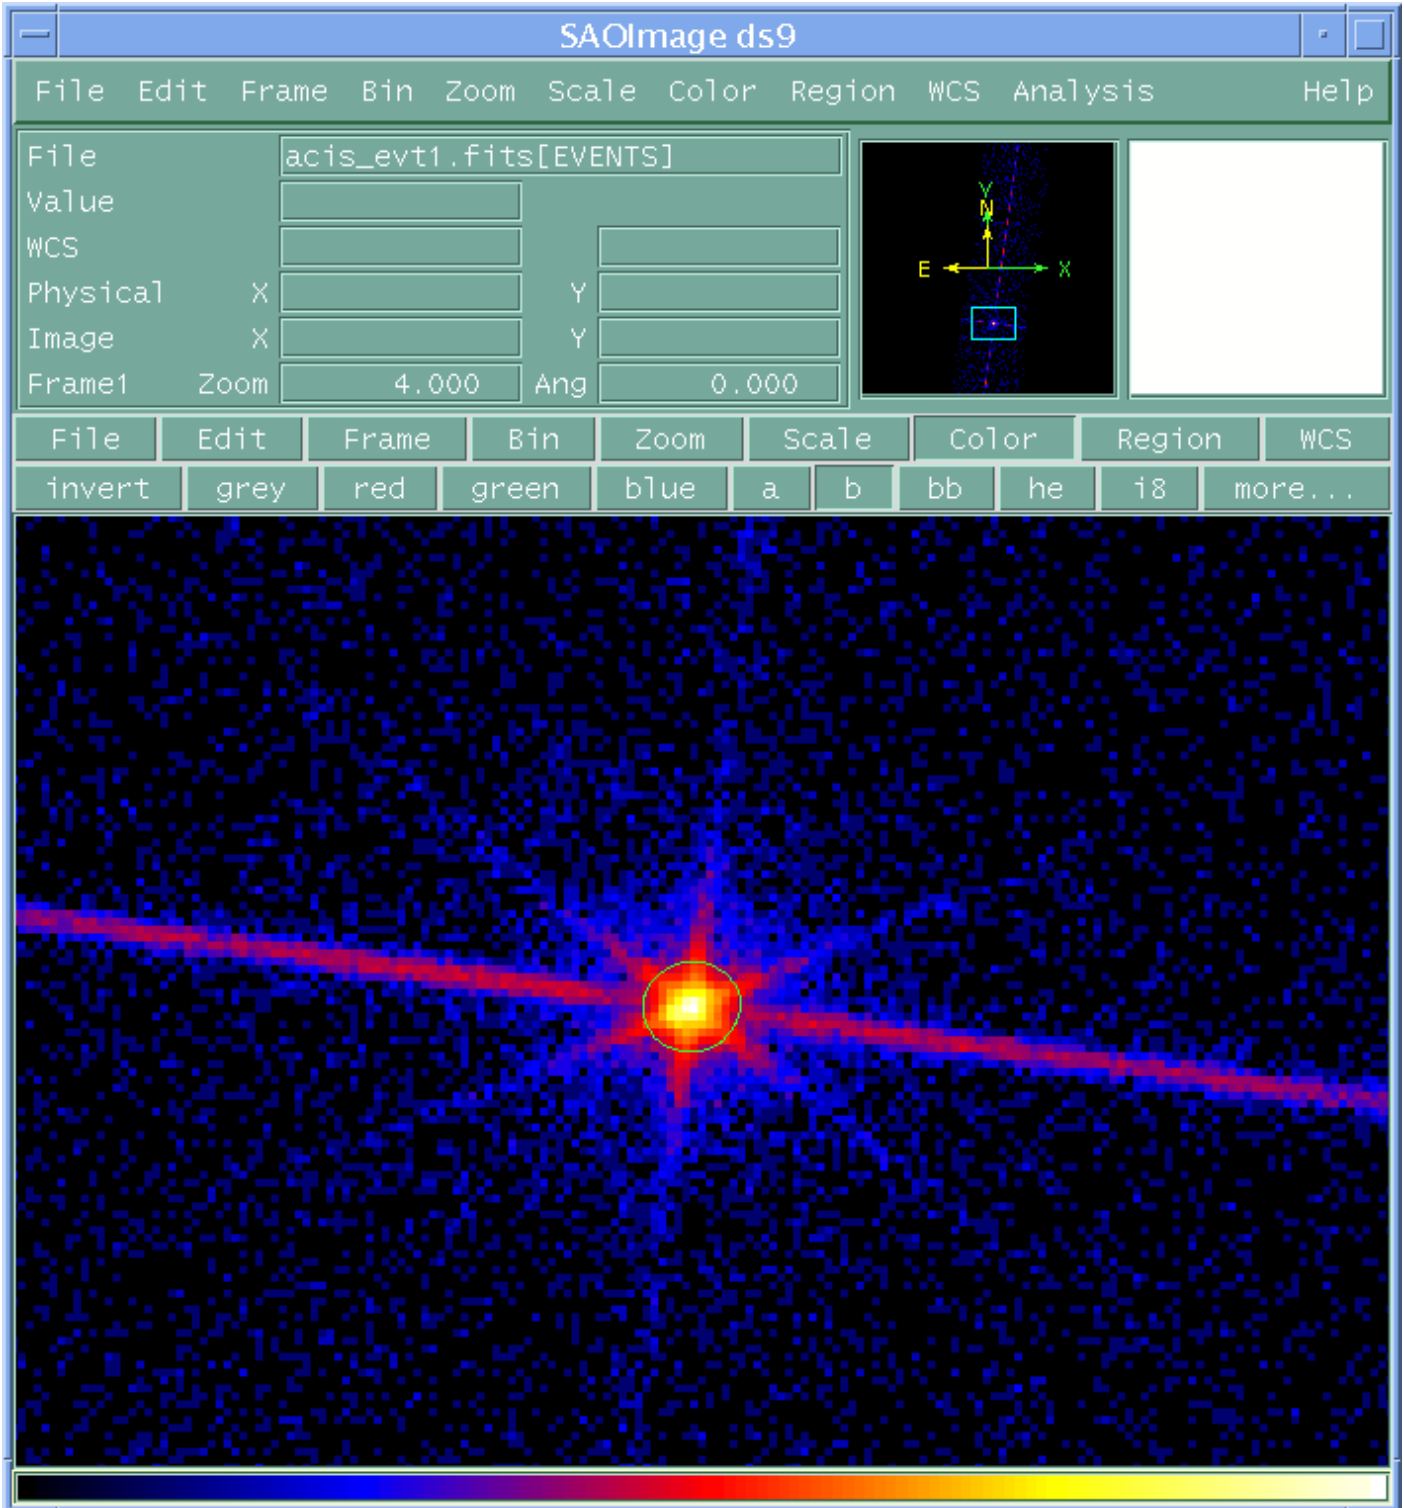 SAOImage ds9
File Edit Frame Bin Zoom Scale Color Region WCS Analysis Help
File acis_evt1.fits[EVENTS]
Value
WCS
Physical X Y
Image X Y
Frame1 Zoom 4.000 Ang 0.000
Y
N
E X
File Edit Frame Bin Zoom Scale Color Region WCS
invert grey red green blue a b bb he i8 more...